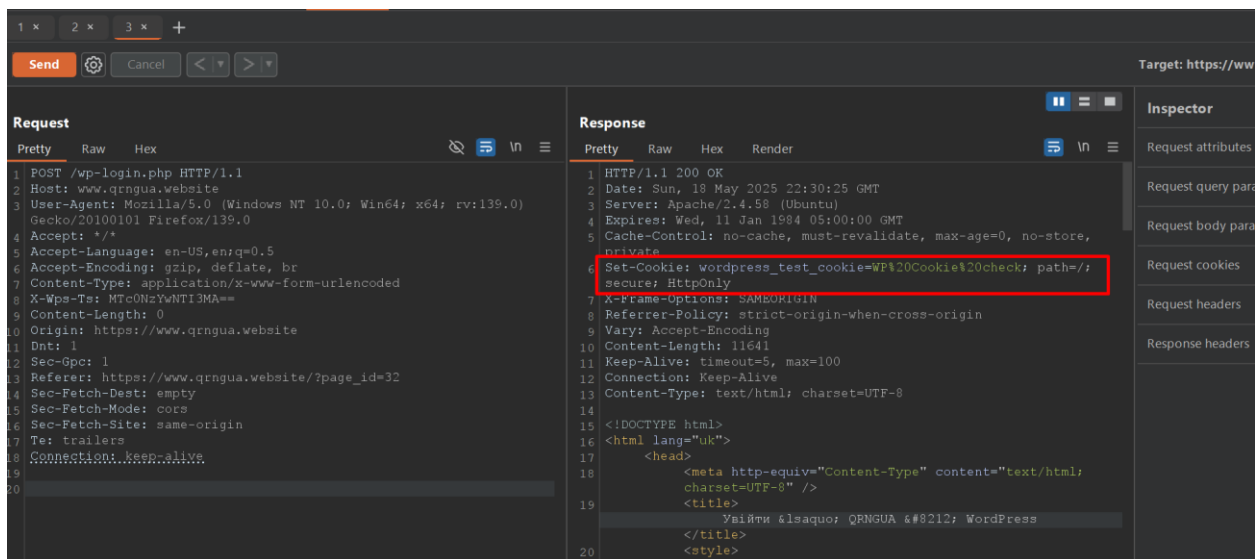 1 × 2 × 3 × +
Send Cancel < > Target: https://ww
Request
Pretty Raw Hex \n
1 POST /wp-login.php HTTP/1.1
2 Host: www.qrngua.website
3 User-Agent: Mozilla/5.0 (Windows NT 10.0; Win64; x64; rv:139.0)
Gecko/20100101 Firefox/139.0
4 Accept: */*
5 Accept-Language: en-US,en;q=0.5
6 Accept-Encoding: gzip, deflate, br
7 Content-Type: application/x-www-form-urlencoded
8 X-Wps-Ts: MTc0NzYwNTI3MA==
9 Content-Length: 0
10 Origin: https://www.qrngua.website
11 Dnt: 1
12 Sec-Gpc: 1
13 Referer: https://www.qrngua.website/?page_id=32
14 Sec-Fetch-Dest: empty
15 Sec-Fetch-Mode: cors
16 Sec-Fetch-Site: same-origin
17 Te: trailers
18 Connection: keep-alive
19
20
Response
Pretty Raw Hex Render \n
1 HTTP/1.1 200 OK
2 Date: Sun, 18 May 2025 22:30:25 GMT
3 Server: Apache/2.4.58 (Ubuntu)
4 Expires: Wed, 11 Jan 1984 05:00:00 GMT
5 Cache-Control: no-cache, must-revalidate, max-age=0, no-store,
private
6 Set-Cookie: wordpress_test_cookie=WP%20Cookie%20check; path=/;
secure; HttpOnly
7 X-Frame-Options: SAMEORIGIN
8 Referrer-Policy: strict-origin-when-cross-origin
9 Vary: Accept-Encoding
10 Content-Length: 11641
11 Keep-Alive: timeout=5, max=100
12 Connection: Keep-Alive
13 Content-Type: text/html; charset=UTF-8
14
15 <!DOCTYPE html>
16 <html lang="uk">
17 <head>
18 <meta http-equiv="Content-Type" content="text/html;
charset=UTF-8" />
19 <title>
Увійти &lsaquo; QRNGUA &#8212; WordPress
</title>
20 <style>
Inspector
Request attributes
Request query para
Request body para
Request cookies
Request headers
Response headers